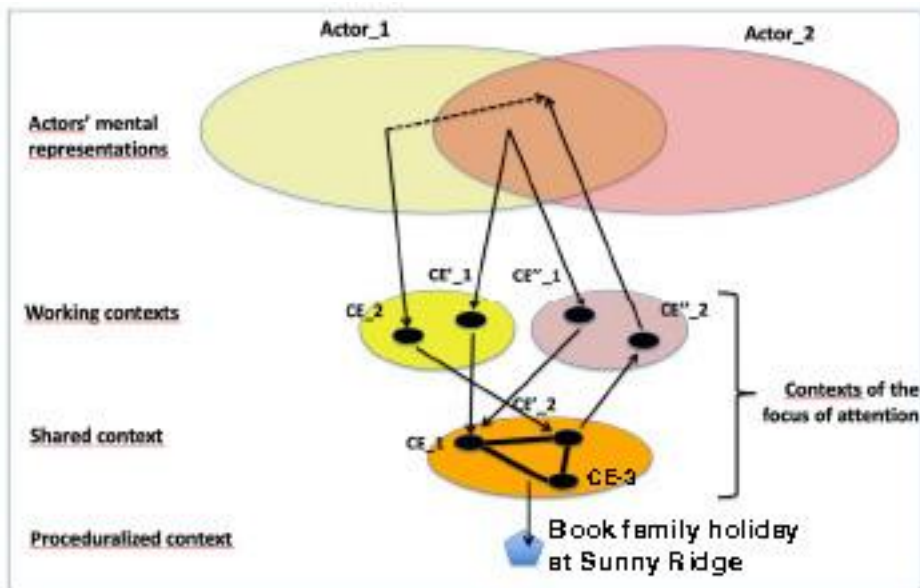 Actor_1
Actor_2
Actors' mental
representations
CE'_1
CE"_1
Working contexts
CE_2
CE"_2
Contexts of the
focus of attention
CE'_2
Shared context
CE_1
CE-3
Proceduralized context
Book family holiday
at Sunny Ridge